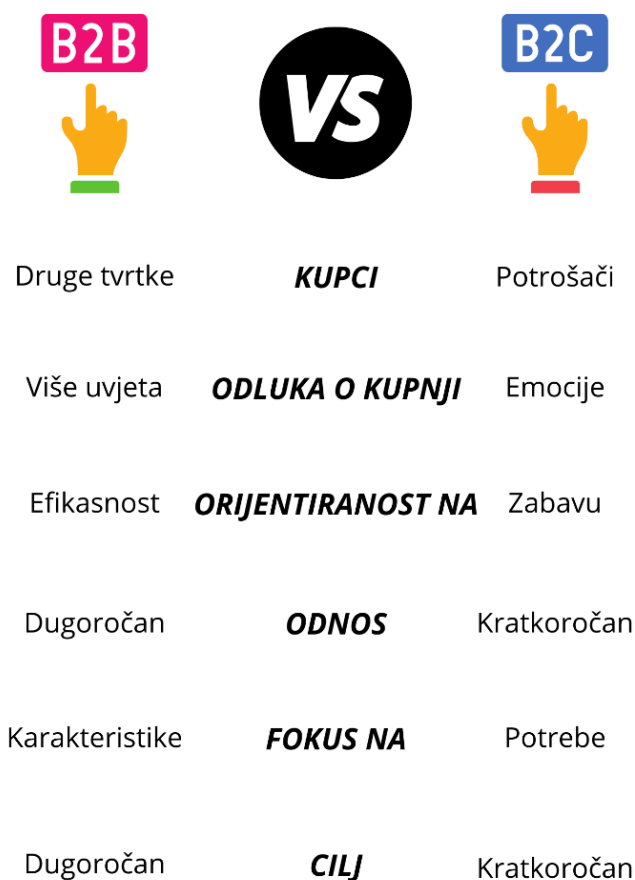 B2B VS B2C
Druge tvrtke KUPCI Potrošači
Više uvjeta ODLUKA O KUPNJI Emocije
Efikasnost ORIJENTIRANOST NA Zabavu
Dugoročan ODNOS Kratkoročan
Karakteristike FOKUS NA Potrebe
Dugoročan CILJ Kratkoročan